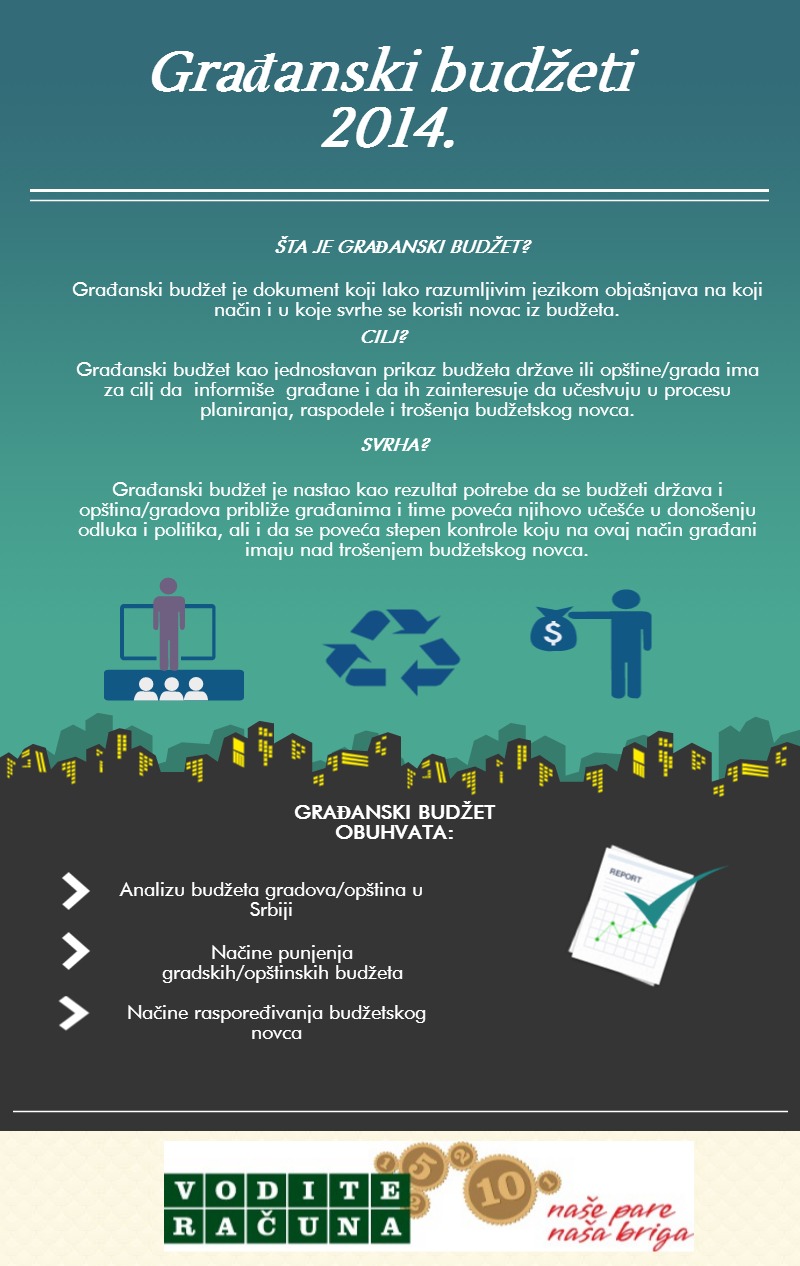 Građanski budžeti
2014.
ŠTA JE GRAĐANSKI BUDŽET?
Građanski budžet je dokument koji lako razumljivim jezikom objašnjava na koji
način i u koje svrhe se koristi novac iz budžeta.
CILJ?
Građanski budžet kao jednostavan prikaz budžeta države ili opštine/grada ima
za cilj da informiše građane i da ih zainteresuje da učestvuju u procesu
planiranja, raspodele i trošenja budžetskog novca.
SVRHA?
Građanski budžet je nastao kao rezultat potrebe da se budžeti država i
opština/gradova približe građanima i time poveća njihovo učešće u donošenju
odluka i politika, ali i da se poveća stepen kontrole koju na ovaj način građani
imaju nad trošenjem budžetskog novca.
$
GRAĐANSKI BUDŽET
OBUHVATA:
REPORT
Analizu budžeta gradova/opština u
Srbiji
Načine punjenja
gradskih/opštinskih budžeta
Načine raspoređivanja budžetskog
novca
VODITE
RAČUNA
1 5 2 2 10 1
naše pare
naša briga